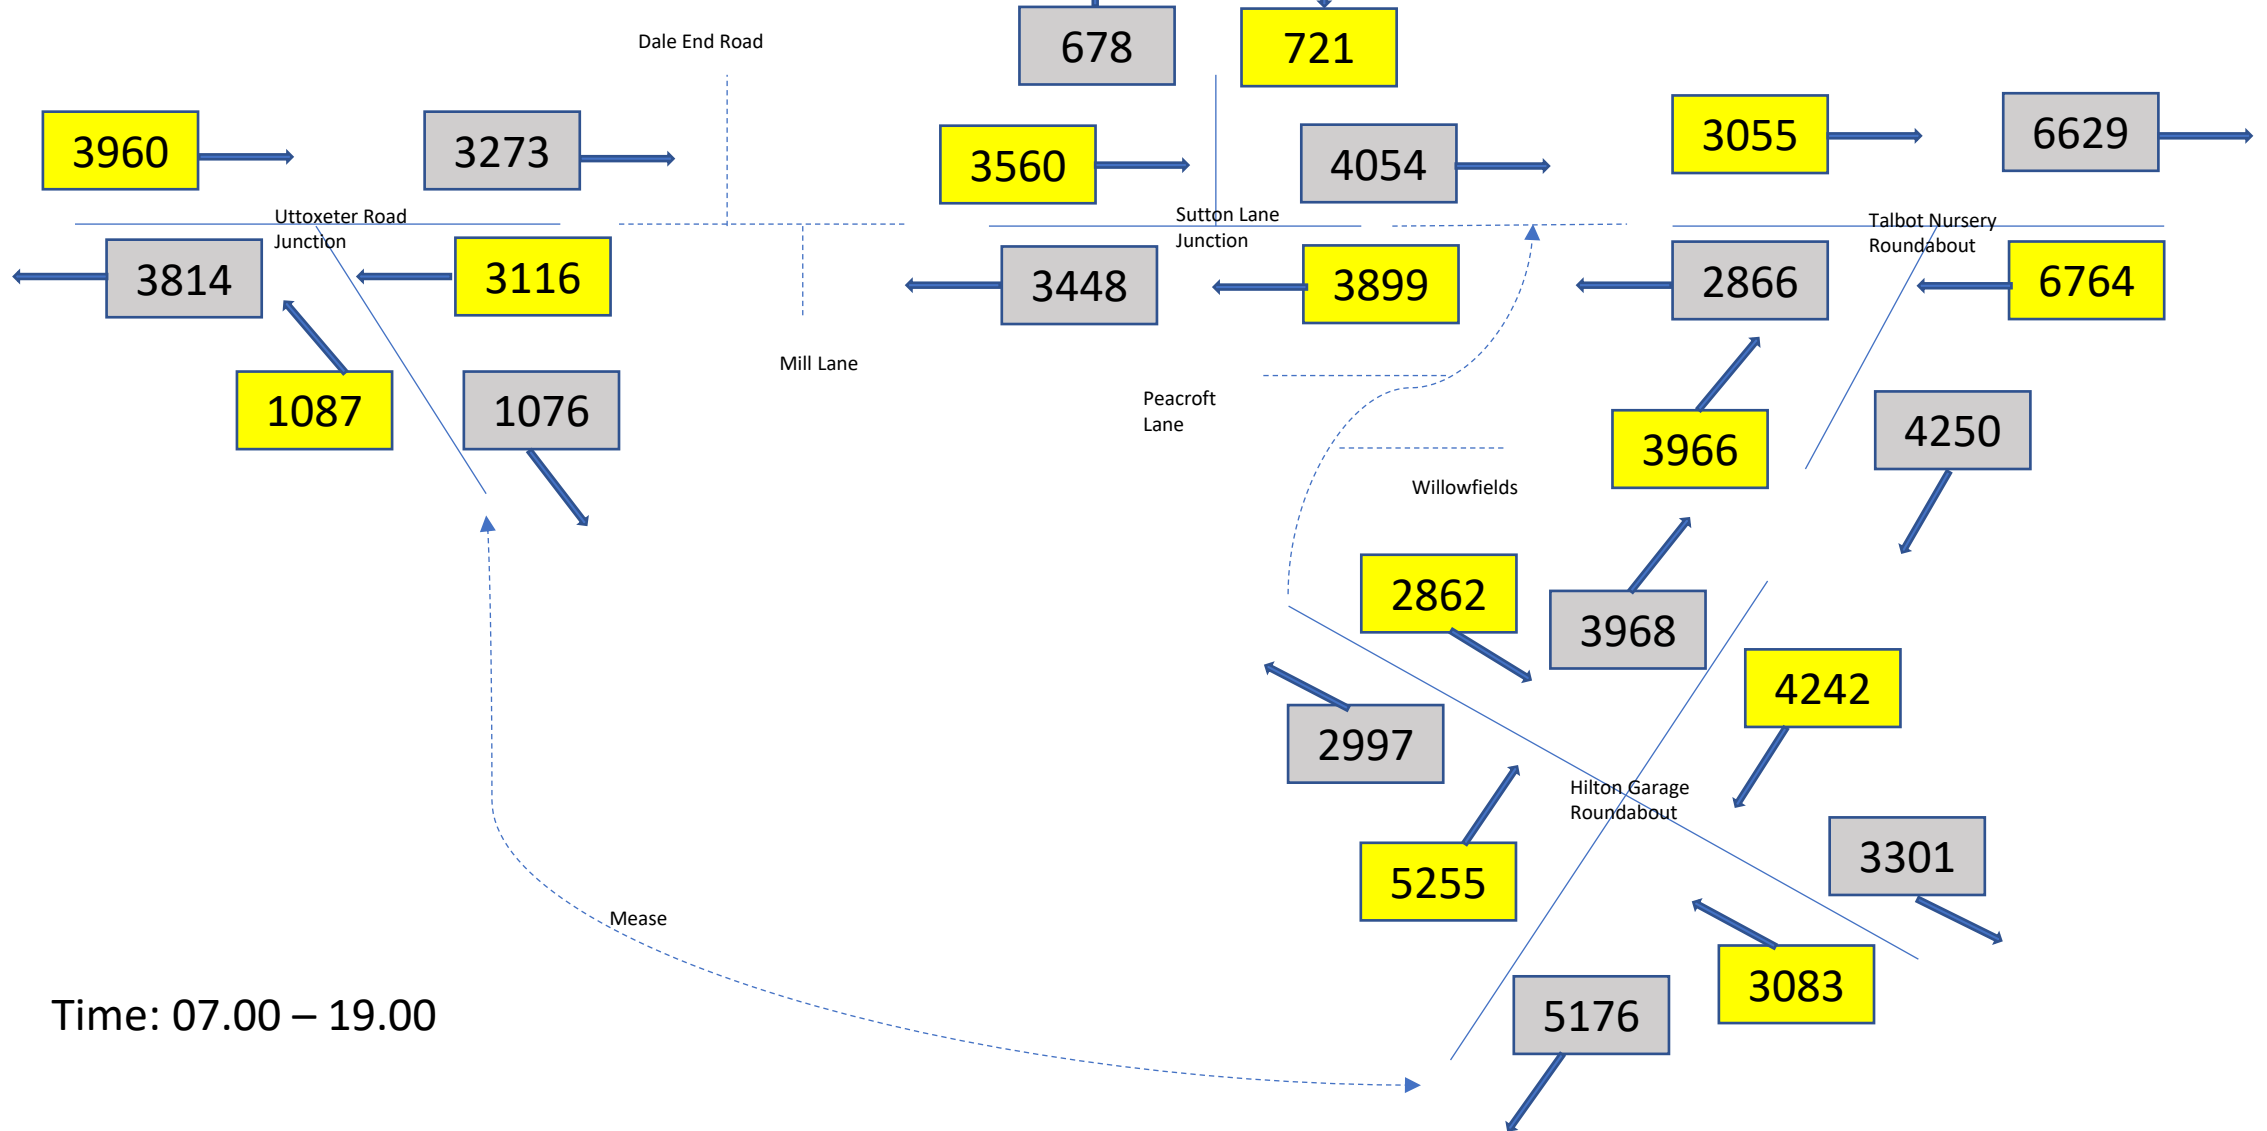 678
721
Dale End Road
3960
3273
3560
4054
3055
6629
Uttoxeter Road
Junction
Sutton Lane
Junction
Talbot Nursery
Roundabout
3814
3116
3448
3899
2866
6764
Mill Lane
1087
1076
Peacroft
Lane
3966
4250
Willowfields
2862
3968
4242
2997
Hilton Garage
Roundabout
5255
3301
Mease
3083
5176
Time: 07.00 – 19.00